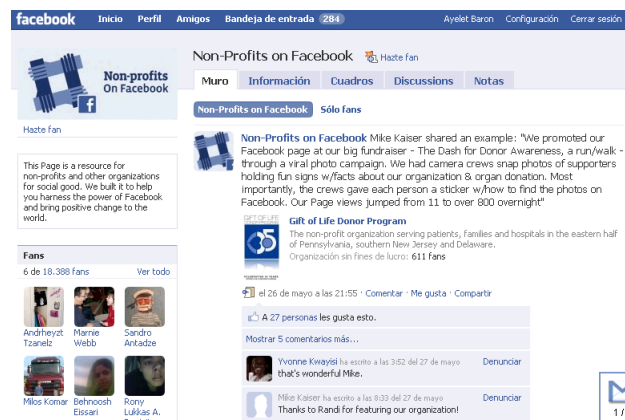 facebook Inicio Perfil Amigos Bandeja de entrada 284 Ayelet Baron Configuración Cerrar sesión
Non-profits
On Facebook
Hazte fan
This Page is a resource for
non-profits and other organizations
for social good. We built it to help
you harness the power of Facebook
and bring positive change to the
world.
Fans
6 de 18.388 fans Ver todo
Andrheyzt
Tzanelz
Marnie
Webb
Sandro
Antadze
Milos Komar
Behnoosh
Eissari
Rony
Lukkas A.
Non-Profits on Facebook Hazte fan
Muro Información Cuadros Discussions Notas
Non-Profits on Facebook Sólo fans
Non-Profits on Facebook Mike Kaiser shared an example: "We promoted our
Facebook page at our big fundraiser - The Dash for Donor Awareness, a run/walk -
through a viral photo campaign. We had camera crews snap photos of supporters
holding fun signs w/facts about our organization & organ donation. Most
importantly, the crews gave each person a sticker w/how to find the photos on
Facebook. Our Page views jumped from 11 to over 800 overnight"
GIFT OF LIFE
35
Gift of Life Donor Program
The non-profit organization serving patients, families and hospitals in the eastern half
of Pennsylvania, southern New Jersey and Delaware.
Organización sin fines de lucro: 611 fans
el 26 de mayo a las 21:55 · Comentar · Me gusta · Compartir
A 27 personas les gusta esto.
Mostrar 5 comentarios más...
Yvonne Kwayisi ha escrito a las 3:52 del 27 de mayo Denunciar
that's wonderful Mike.
Mike Kaiser ha escrito a las 8:33 del 27 de mayo Denunciar
Thanks to Randi for featuring our organization!